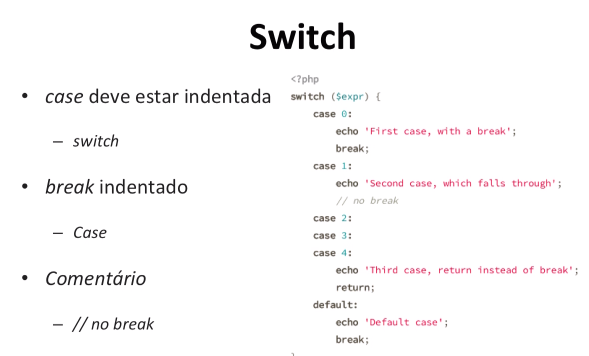 Switch
• case deve estar indentada
– switch
• break indentado
– Case
• Comentário
– // no break
<?php
switch ($expr) {
    case 0:
        echo 'First case, with a break';
        break;
    case 1:
        echo 'Second case, which falls through';
        // no break
    case 2:
    case 3:
    case 4:
        echo 'Third case, return instead of break';
        return;
    default:
        echo 'Default case';
        break;
}